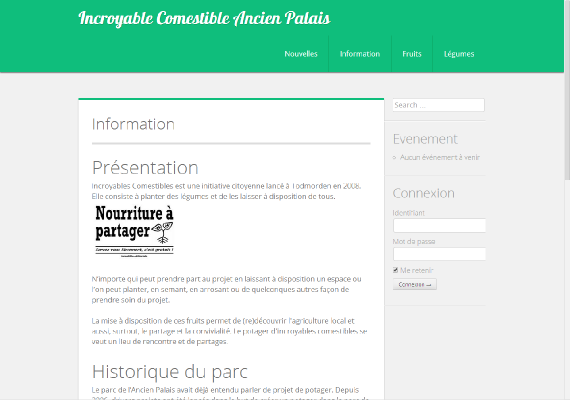 Incroyable Comestible Ancien Palais
Nouvelles
Information
Fruits
Légumes
Information
Présentation
Incroyables Comestibles est une initiative citoyenne lancé à Todmorden en 2008.
Elle consiste à planter des légumes et de les laisser à disposition de tous.
Nourriture à
partager
Servez vous librement, c'est gratuit !
N'importe qui peut prendre part au projet en laissant à disposition un espace ou
l'on peut planter, en semant, en arrosant ou de quelconques autres façon de
prendre soin du projet.
La mise à disposition de ces fruits permet de (re)découvrir l'agriculture local et
aussi, surtout, le partage et la convivialité. Le potager d'incroyables comestibles se
veut un lieu de rencontre et de partages.
Historique du parc
Le parc de l'Ancien Palais avait déjà entendu parler de projet de potager. Depuis
Search …
Evenement
Aucun événement à venir
Connexion
Identifiant
Mot de passe
Me retenir
Connexion →